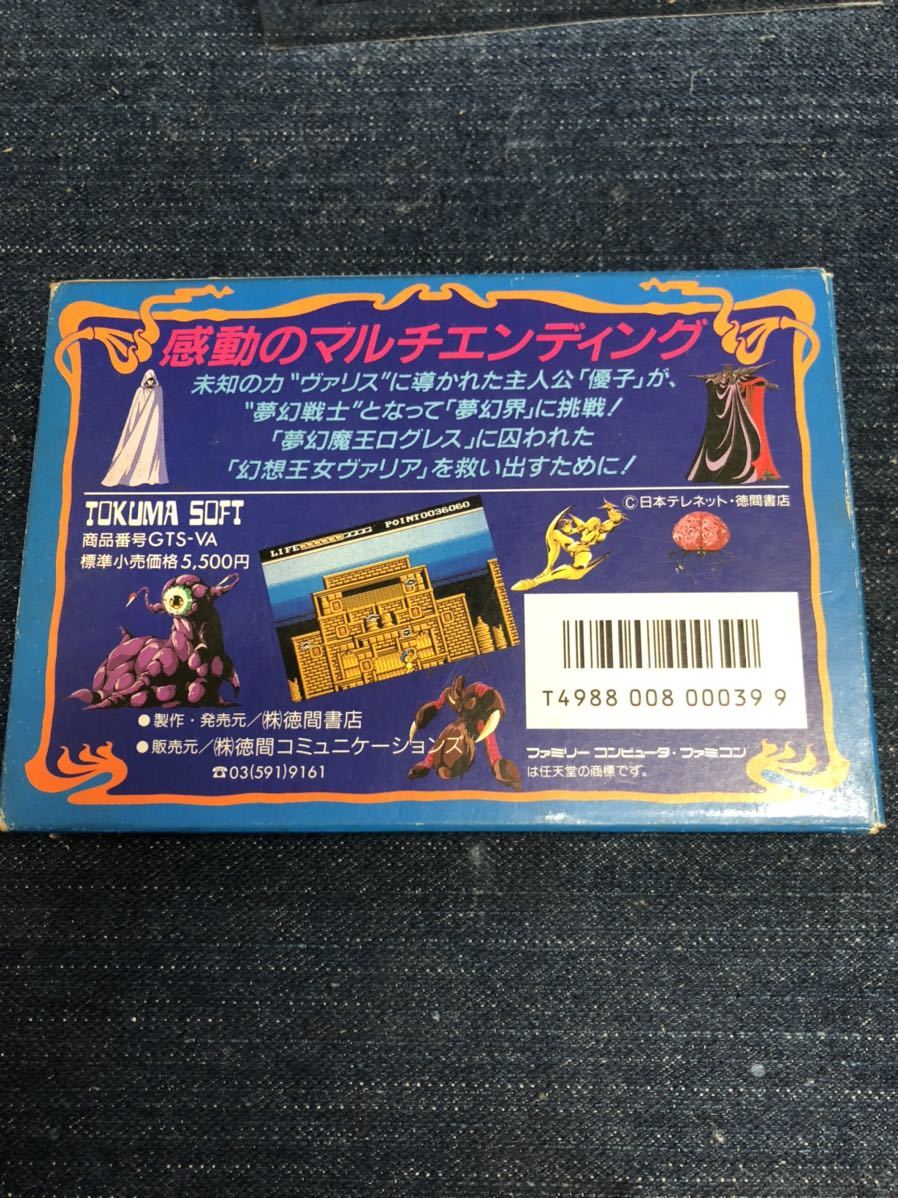 感動のマルチエンディング
未知の力“ヴァリス”に導かれた主人公「優子」が、
“夢幻戦士”となって「夢幻界」に挑戦！
「夢幻魔王ログレス」に囚われた
「幻想王女ヴァリア」を救い出すために！
TOKUMA SOFT
商品番号GTS-VA
標準小売価格5,500円
LIFE POINT0036060
©日本テレネット・徳間書店
T4988 008 00039 9
●製作・発売元／㈱徳間書店
●販売元／㈱徳間コミュニケーションズ
☎03(591)9161
ファミリーコンピュータ・ファミコン
は任天堂の商標です。